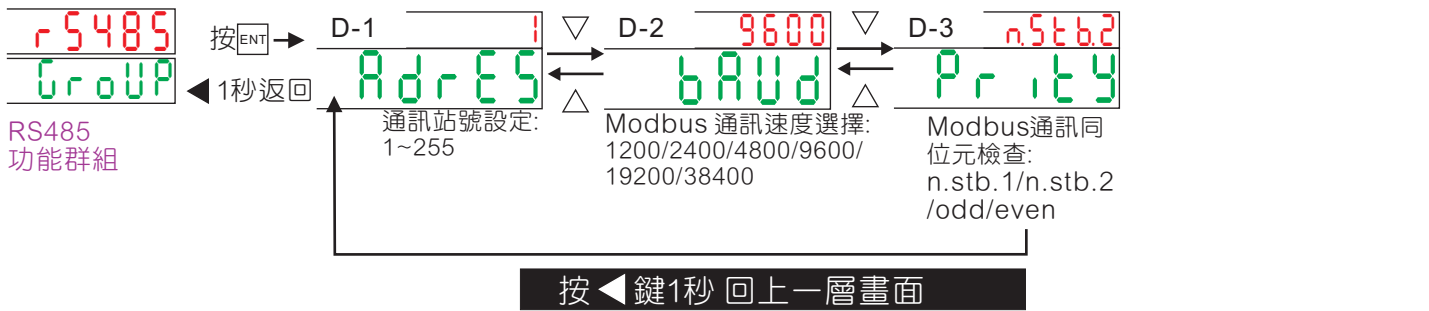 rS485
GroUP
RS485
功能群組
按ENT
◀ 1秒返回
D-1
1
AdrES
通訊站號設定:
1~255
▽
△
D-2
9600
bAUd
Modbus 通訊速度選擇:
1200/2400/4800/9600/
19200/38400
▽
△
D-3
n.Stb.2
PritY
Modbus通訊同
位元檢查:
n.stb.1/n.stb.2
/odd/even
按◀鍵1秒 回上一層畫面